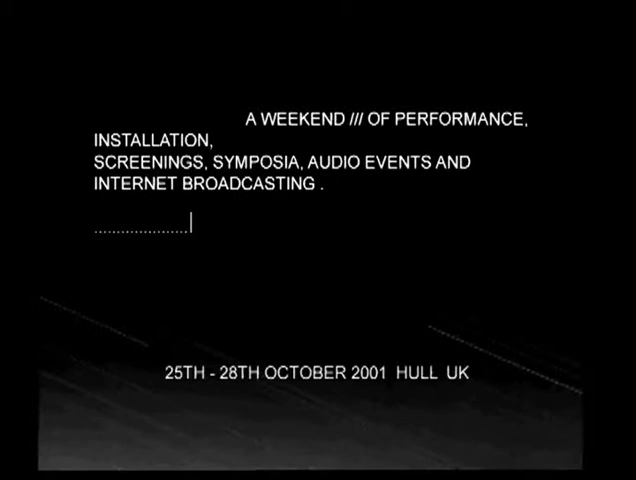 A WEEKEND /// OF PERFORMANCE,
INSTALLATION,
SCREENINGS, SYMPOSIA, AUDIO EVENTS AND
INTERNET BROADCASTING .
.....................|
25TH - 28TH OCTOBER 2001 HULL UK